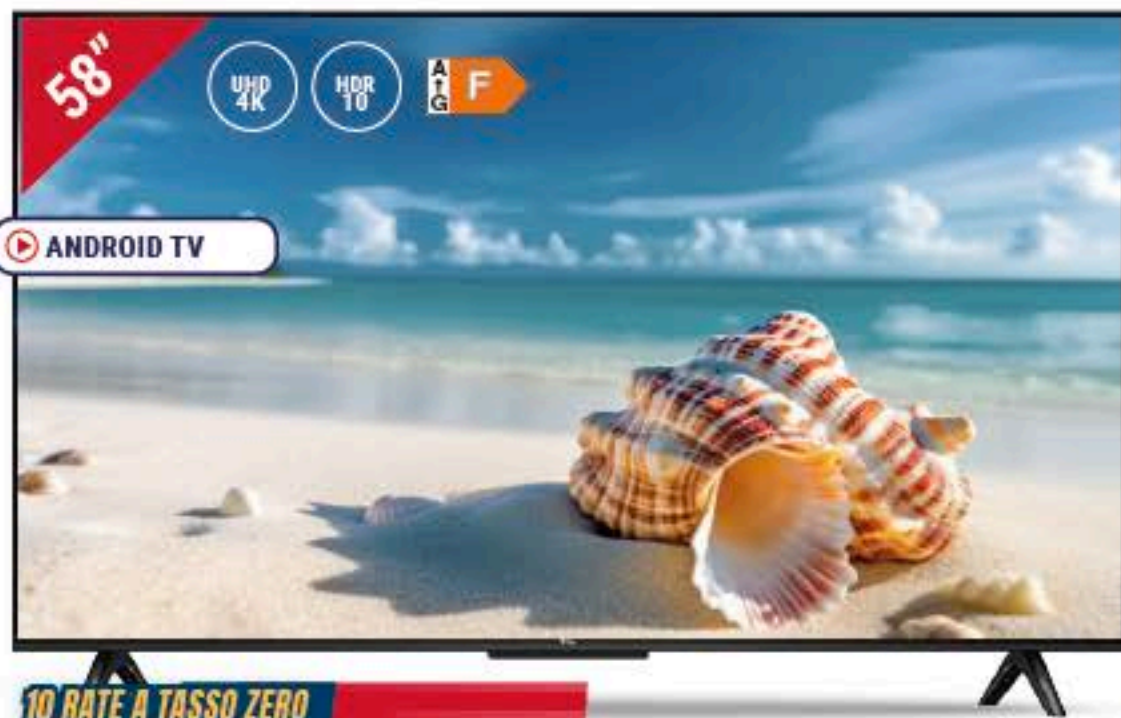 58"
UHD
4K
HDR
10
A
↑
G
F
ANDROID TV
10 RATE A TASSO ZERO